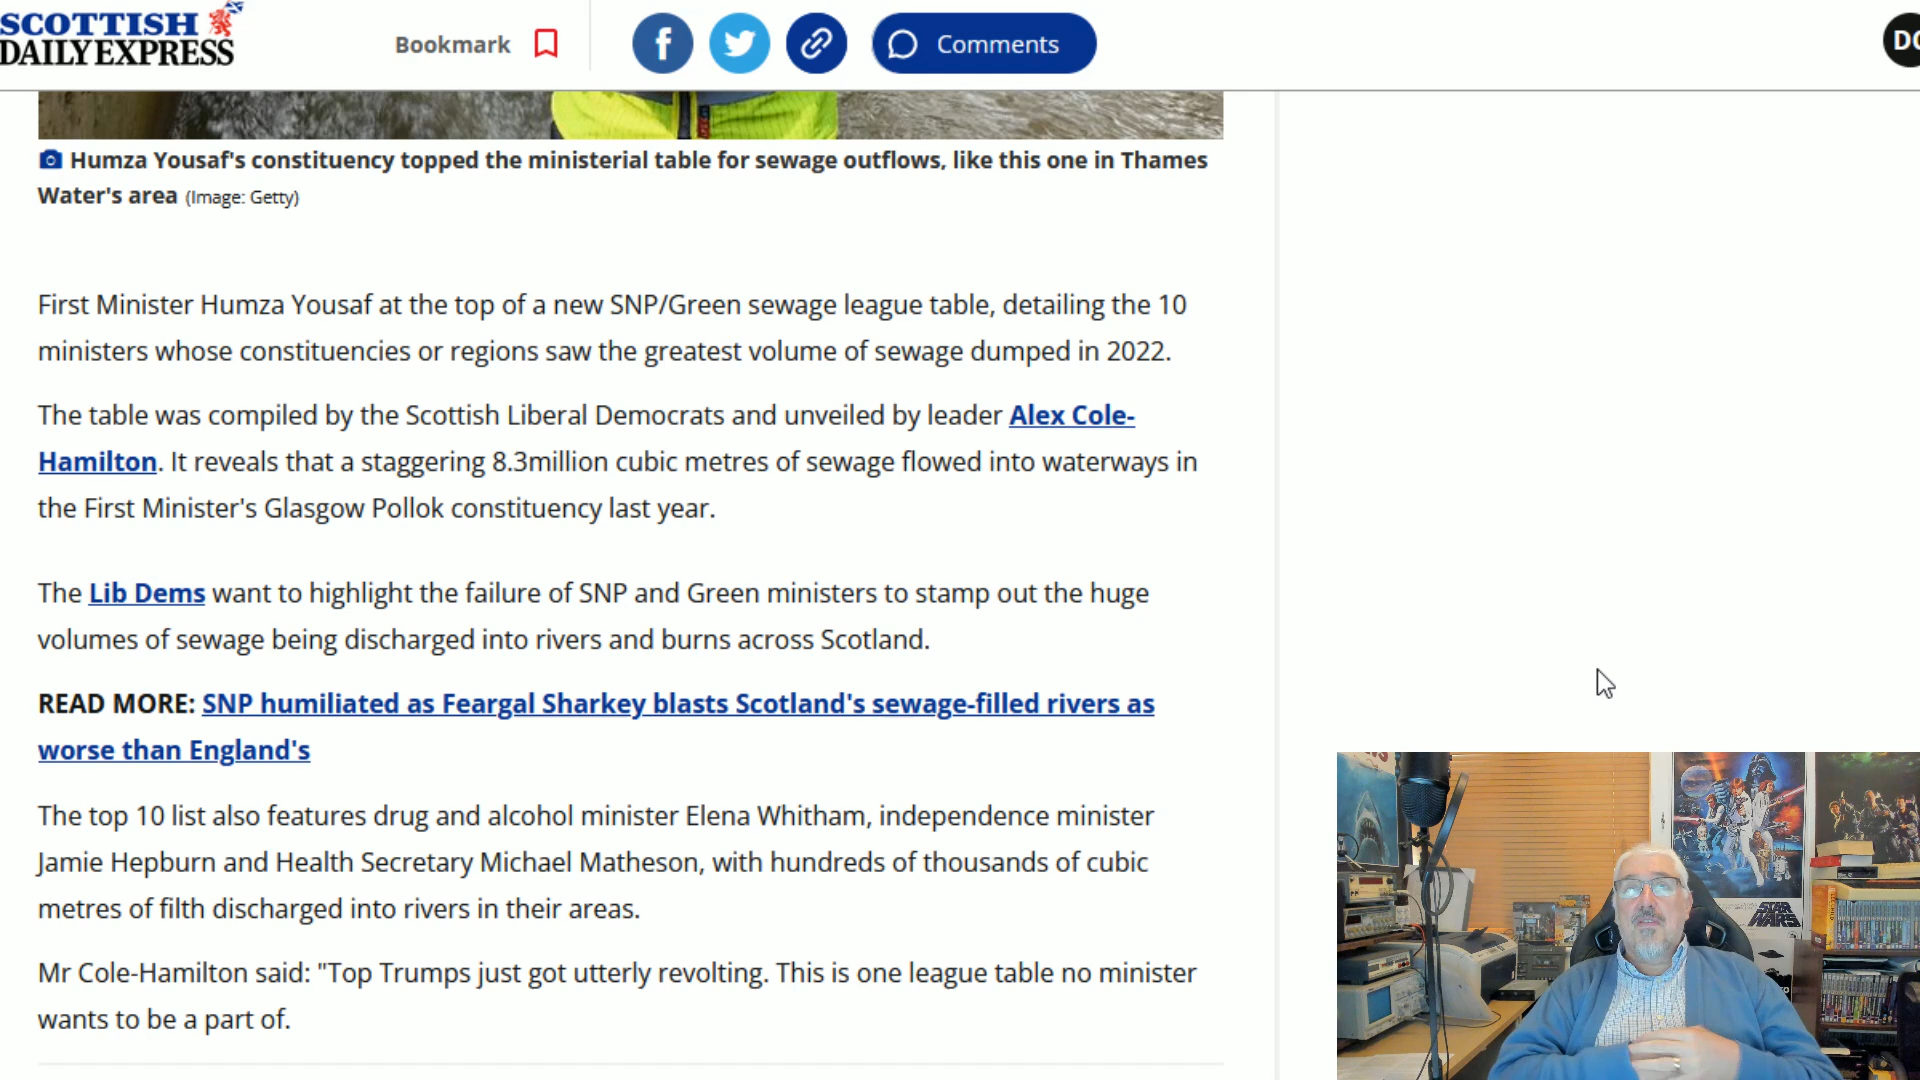 SCOTTISH
DAILY EXPRESS
Bookmark
Comments
Humza Yousaf's constituency topped the ministerial table for sewage outflows, like this one in Thames
Water's area (Image: Getty)
First Minister Humza Yousaf at the top of a new SNP/Green sewage league table, detailing the 10
ministers whose constituencies or regions saw the greatest volume of sewage dumped in 2022.
The table was compiled by the Scottish Liberal Democrats and unveiled by leader Alex Cole-
Hamilton. It reveals that a staggering 8.3million cubic metres of sewage flowed into waterways in
the First Minister's Glasgow Pollok constituency last year.
The Lib Dems want to highlight the failure of SNP and Green ministers to stamp out the huge
volumes of sewage being discharged into rivers and burns across Scotland.
READ MORE: SNP humiliated as Feargal Sharkey blasts Scotland's sewage-filled rivers as
worse than England's
The top 10 list also features drug and alcohol minister Elena Whitham, independence minister
Jamie Hepburn and Health Secretary Michael Matheson, with hundreds of thousands of cubic
metres of filth discharged into rivers in their areas.
Mr Cole-Hamilton said: "Top Trumps just got utterly revolting. This is one league table no minister
wants to be a part of.
STAR
WARS